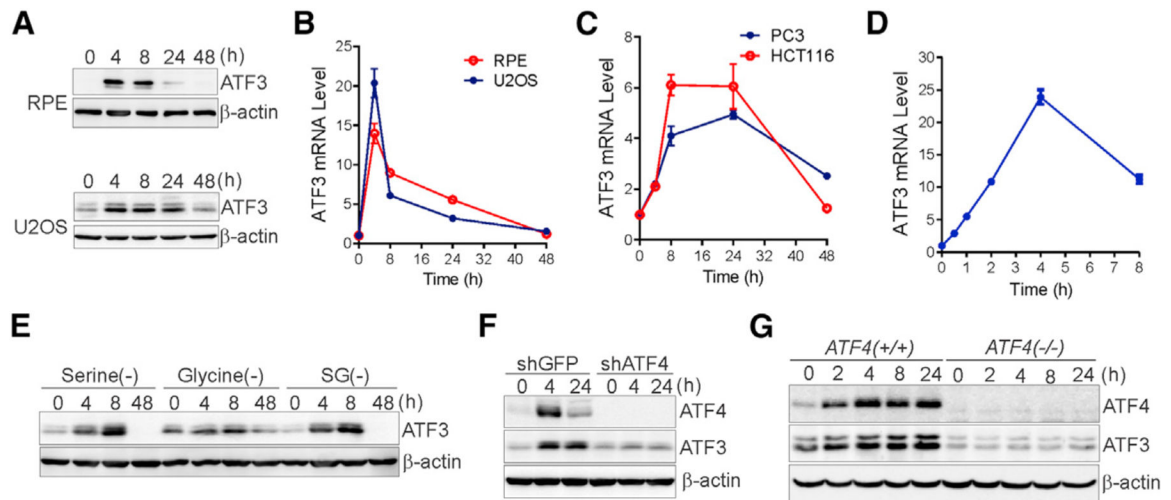 A
0 4 8 24 48 (h)
ATF3
RPE
β-actin
0 4 8 24 48 (h)
ATF3
U2OS
β-actin
B
ATF3 mRNA Level
25
20
15
10
5
0
RPE
U2OS
0 8 16 24 32 40 48
Time (h)
C
ATF3 mRNA Level
8
6
4
2
0
PC3
HCT116
0 8 16 24 32 40 48
Time (h)
D
ATF3 mRNA Level
30
25
20
15
10
5
0
0 1 2 3 4 5 6 7 8
Time (h)
E
Serine(-) Glycine(-) SG(-)
0 4 8 48 0 4 8 48 0 4 8 48 (h)
ATF3
β-actin
F
shGFP shATF4
0 4 24 0 4 24 (h)
ATF4
ATF3
β-actin
G
ATF4(+/+) ATF4(-/-)
0 2 4 8 24 0 2 4 8 24 (h)
ATF4
ATF3
β-actin